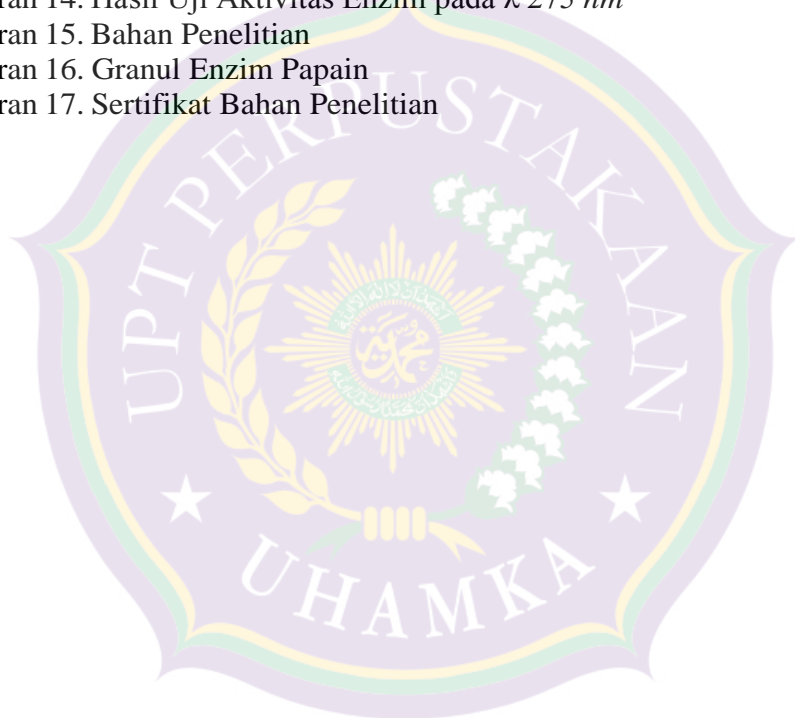 ran 14. Hasil Uji Aktivitas Enzim pada λ 275 nm
ran 15. Bahan Penelitian
ran 16. Granul Enzim Papain
ran 17. Sertifikat Bahan Penelitian
UPT PERPUSTAKAAN
UHAMKA